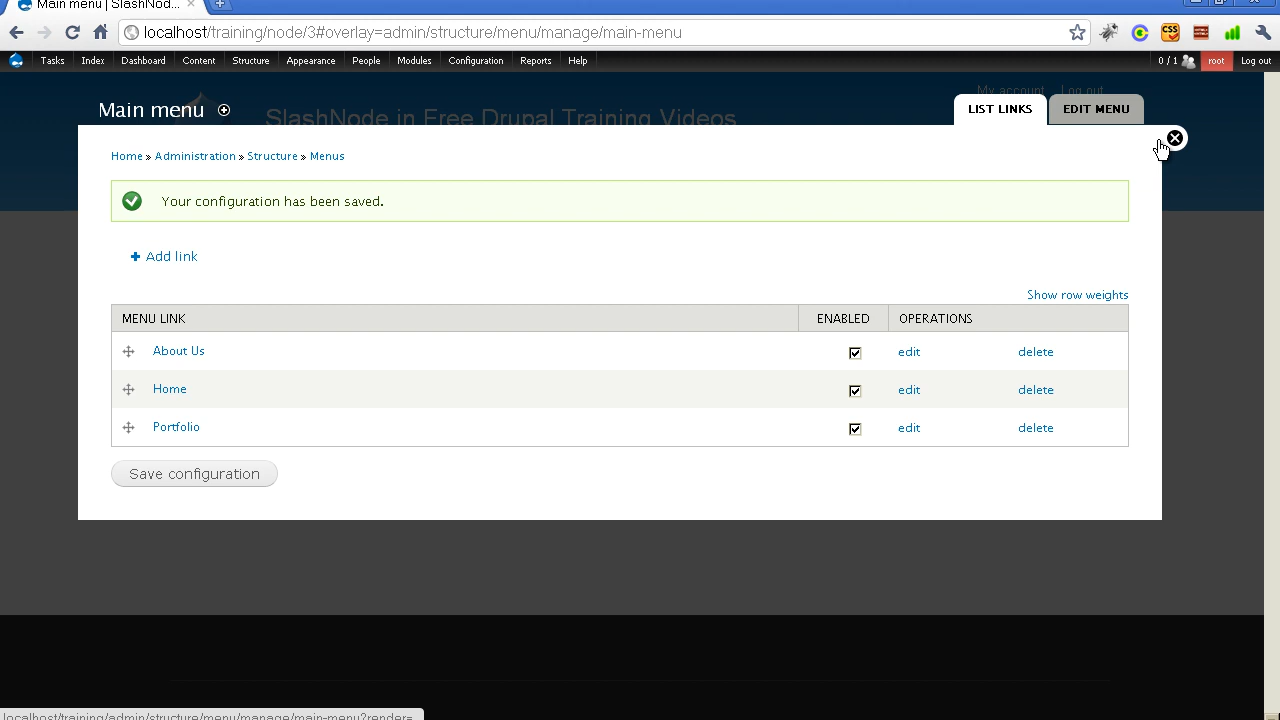 Main menu | SlashNod...
localhost/training/node/3#overlay=admin/structure/menu/manage/main-menu
Tasks Index Dashboard Content Structure Appearance People Modules Configuration Reports Help 0 / 1 root Log out
My account Log out
Main menu
SlashNode in Free Drupal Training Videos
LIST LINKS EDIT MENU
Home » Administration » Structure » Menus
Your configuration has been saved.
Add link
Show row weights
MENU LINK ENABLED OPERATIONS
About Us edit delete
Home edit delete
Portfolio edit delete
Save configuration
localhost/training/admin/structure/menu/manage/main-menu?render=